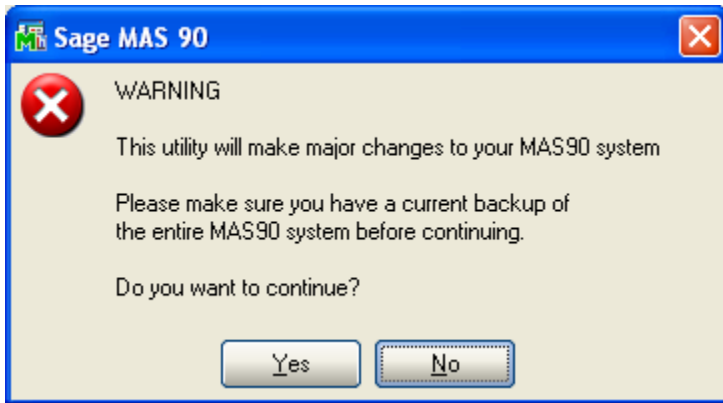 Sage MAS 90
WARNING
This utility will make major changes to your MAS90 system
Please make sure you have a current backup of
the entire MAS90 system before continuing.
Do you want to continue?
Yes
No